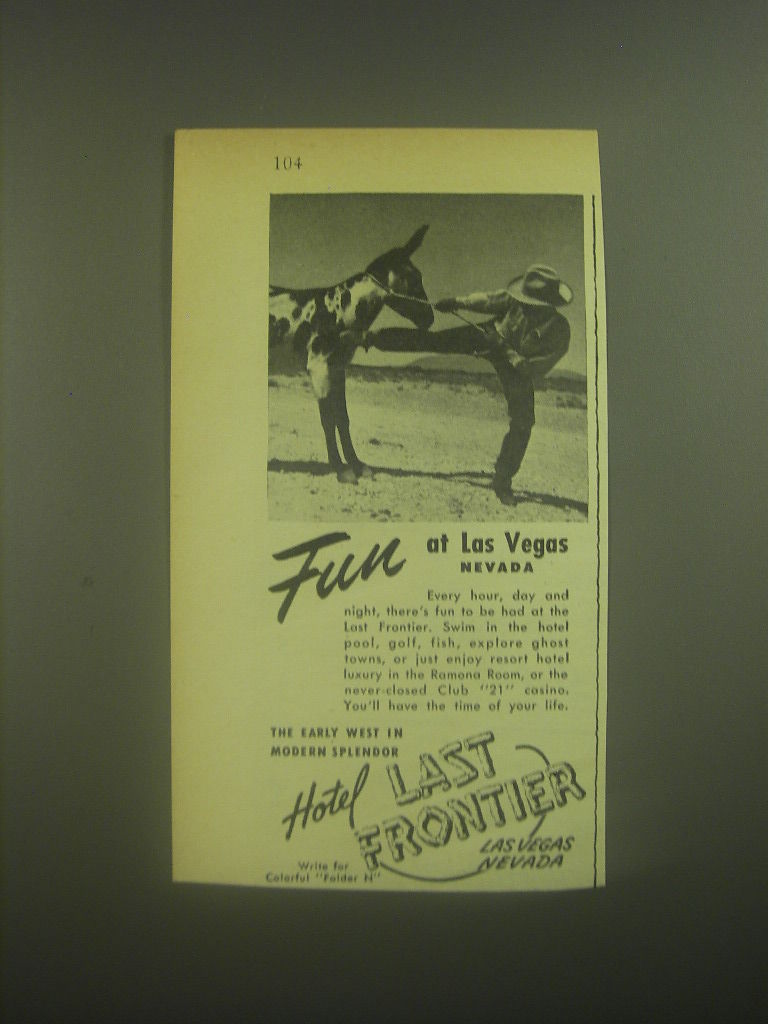 104
Fun at Las Vegas
NEVADA
Every hour, day and
night, there's fun to be had at the
Last Frontier. Swim in the hotel
pool, golf, fish, explore ghost
towns, or just enjoy resort hotel
luxury in the Ramona Room, or the
never-closed Club "21" casino.
You'll have the time of your life.
THE EARLY WEST IN
MODERN SPLENDOR
Hotel LAST
FRONTIER
LAS VEGAS
NEVADA
Write for
Colorful "Folder N"